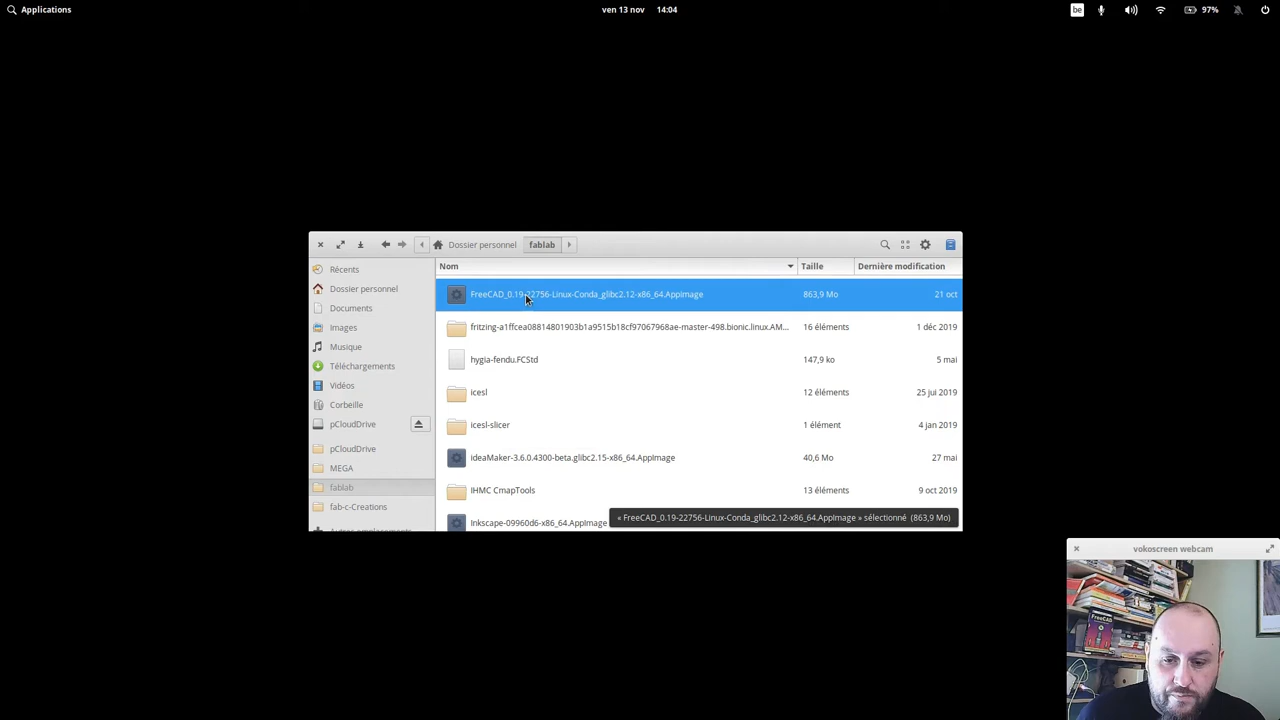 Applications
ven 13 nov 14:04
be
97%
Dossier personnel
fablab
Récents
Dossier personnel
Documents
Images
Musique
Téléchargements
Vidéos
Corbeille
pCloudDrive
pCloudDrive
MEGA
fablab
fab-c-Creations
Autres emplacements
Nom Taille Dernière modification
FreeCAD_0.19-22756-Linux-Conda_glibc2.12-x86_64.AppImage 863,9 Mo 21 oct
fritzing-a1ffcea08814801903b1a9515b18cf97067968ae-master-498.bionic.linux.AM... 16 éléments 1 déc 2019
hygia-fendu.FCStd 147,9 ko 5 mai
icesl 12 éléments 25 jui 2019
icesl-slicer 1 élément 4 jan 2019
ideaMaker-3.6.0.4300-beta.glibc2.15-x86_64.AppImage 40,6 Mo 27 mai
IHMC CmapTools 13 éléments 9 oct 2019
Inkscape-09960d6-x86_64.AppImage
« FreeCAD_0.19-22756-Linux-Conda_glibc2.12-x86_64.AppImage » sélectionné (863,9 Mo)
vokoscreen webcam
FreeCAD